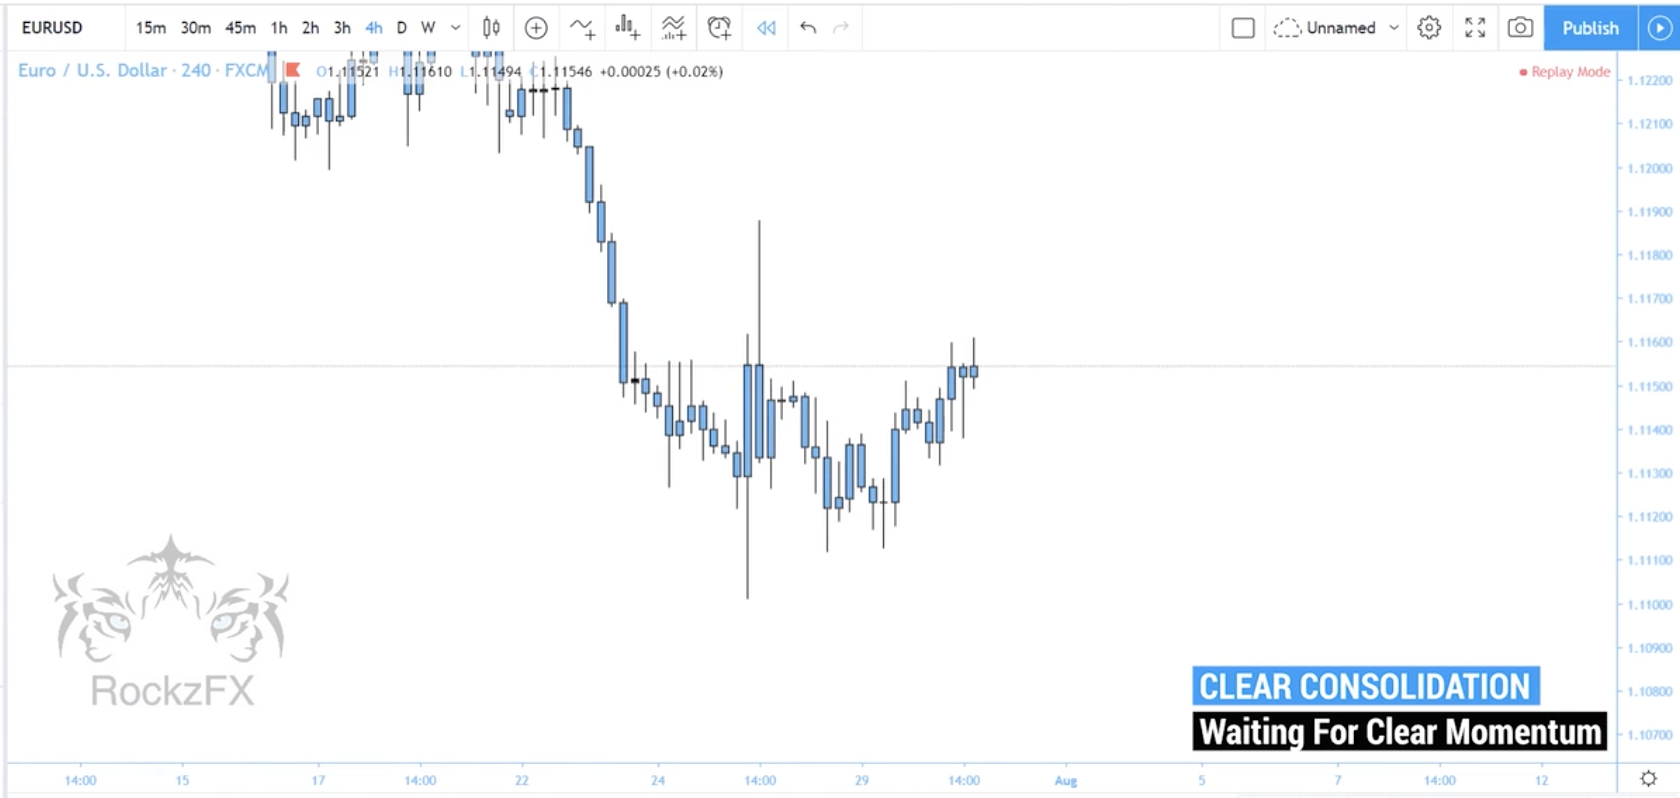 EURUSD 15m 30m 45m 1h 2h 3h 4h D W Unnamed Publish
Euro / U.S. Dollar · 240 · FXCM O1.11521 H1.11610 L1.11494 C1.11546 +0.00025 (+0.02%) Replay Mode
1.12200
1.12100
1.12000
1.11900
1.11800
1.11700
1.11600
1.11500
1.11400
1.11300
1.11200
1.11100
1.11000
1.10900
1.10800
1.10700
RockzFX
CLEAR CONSOLIDATION
Waiting For Clear Momentum
14:00 15 17 14:00 22 24 14:00 29 14:00 Aug 5 7 14:00 12